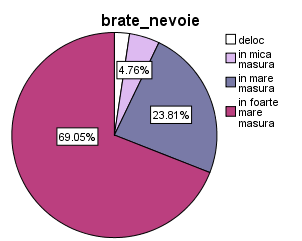 brate_nevoie
deloc
in mica
masura
in mare
masura
in foarte
mare
masura
4.76%
23.81%
69.05%